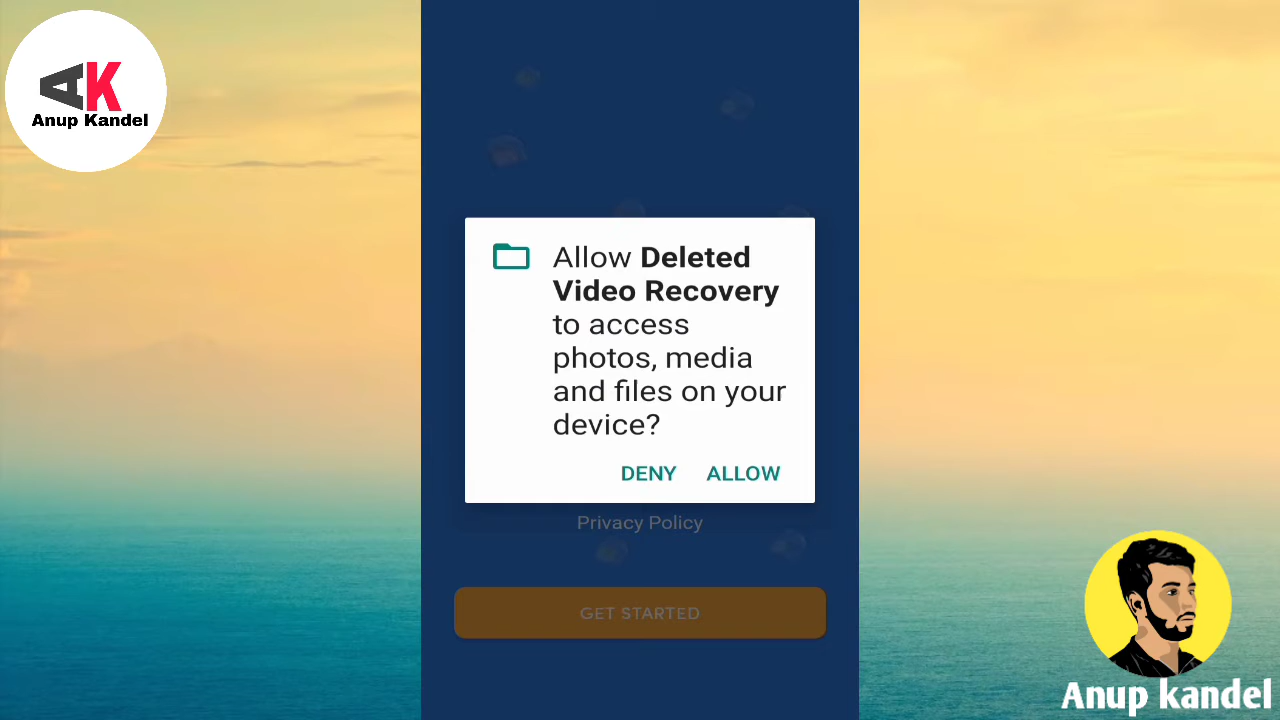 AK
Anup Kandel
Allow Deleted
Video Recovery
to access
photos, media
and files on your
device?
DENY ALLOW
Privacy Policy
GET STARTED
Anup kandel